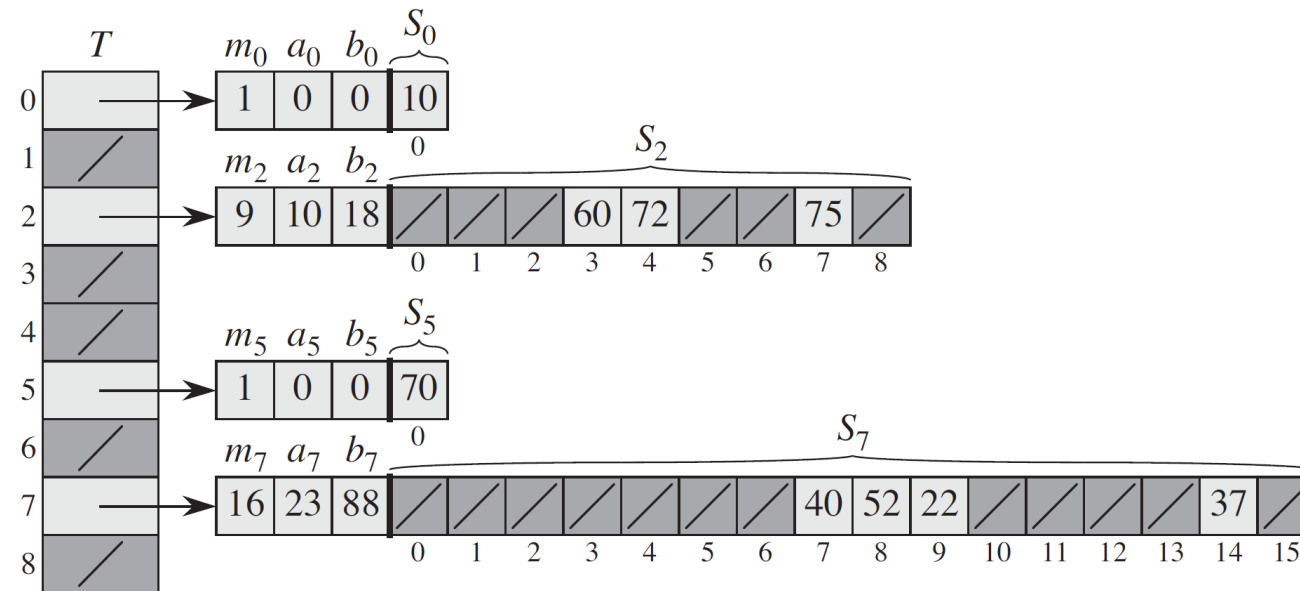 T m₀ a₀ b₀ S₀
0 1 0 0 10
0
1
m₂ a₂ b₂ S₂
2 9 10 18 60 72 75
0 1 2 3 4 5 6 7 8
3
4
m₅ a₅ b₅ S₅
5 1 0 0 70
0
6
m₇ a₇ b₇ S₇
7 16 23 88 40 52 22 37
0 1 2 3 4 5 6 7 8 9 10 11 12 13 14 15
8